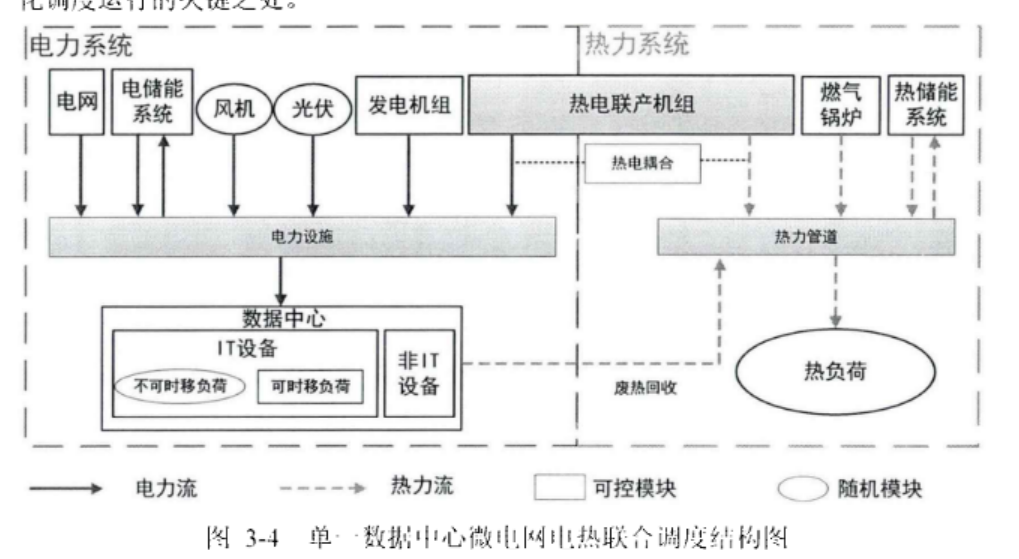 化调度运行的关键之处。
电力系统
热力系统
电网
电储能
系统
风机
光伏
发电机组
热电联产机组
燃气
锅炉
热储能
系统
热电耦合
电力设施
热力管道
数据中心
IT设备
不可时移负荷
可时移负荷
非IT
设备
废热回收
热负荷
电力流
热力流
可控模块
随机模块
图 3-4 单一数据中心微电网电热联合调度结构图